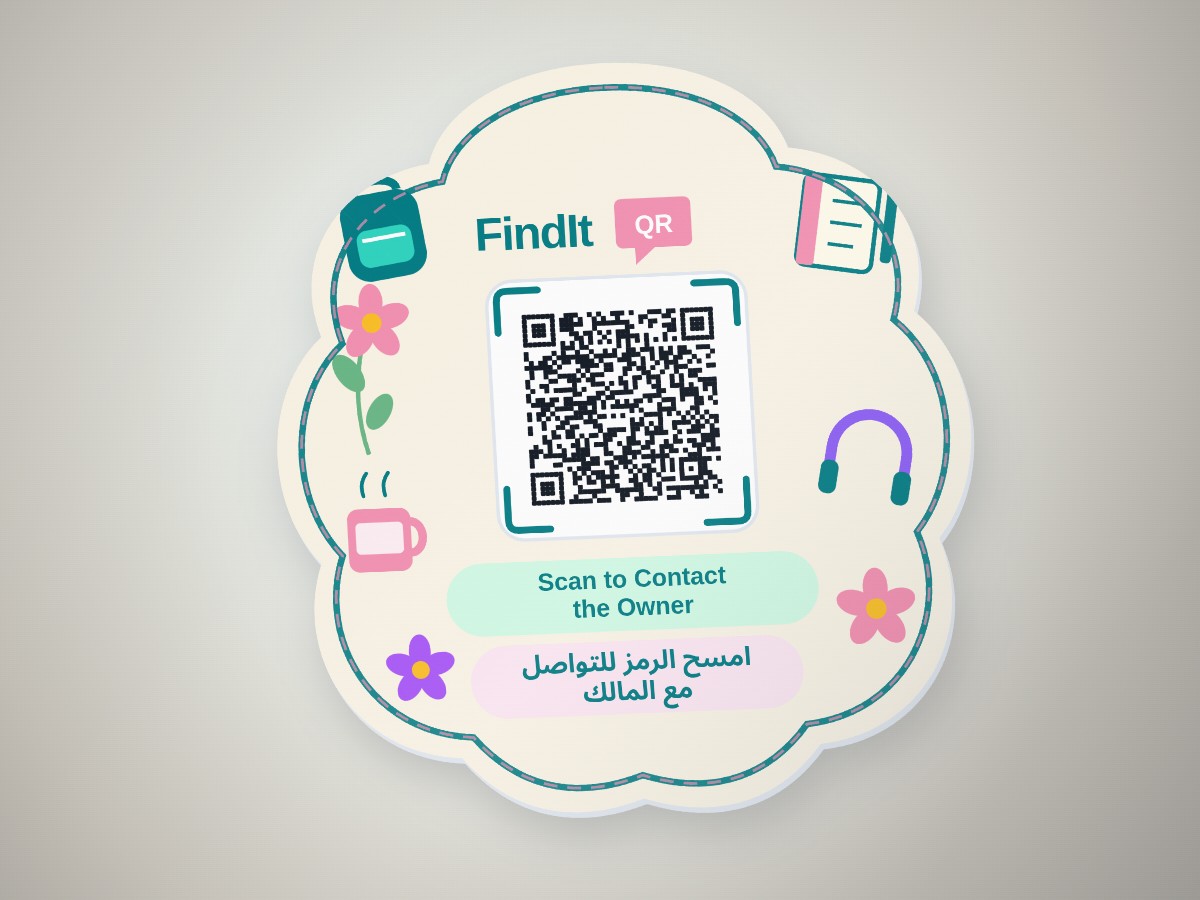 FindIt
QR
Scan to Contact
the Owner
امسح الرمز للتواصل
مع المالك